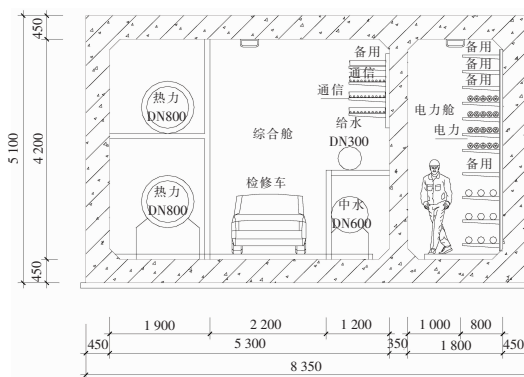 450
5 100
4 200
450
热力
DN800
热力
DN800
综合舱
检修车
备用
通信
通信
给水
DN300
中水
DN600
电力舱
电力
备用
备用
备用
备用
1 900
2 200
1 200
1 000
800
450
5 300
350
1 800
450
8 350